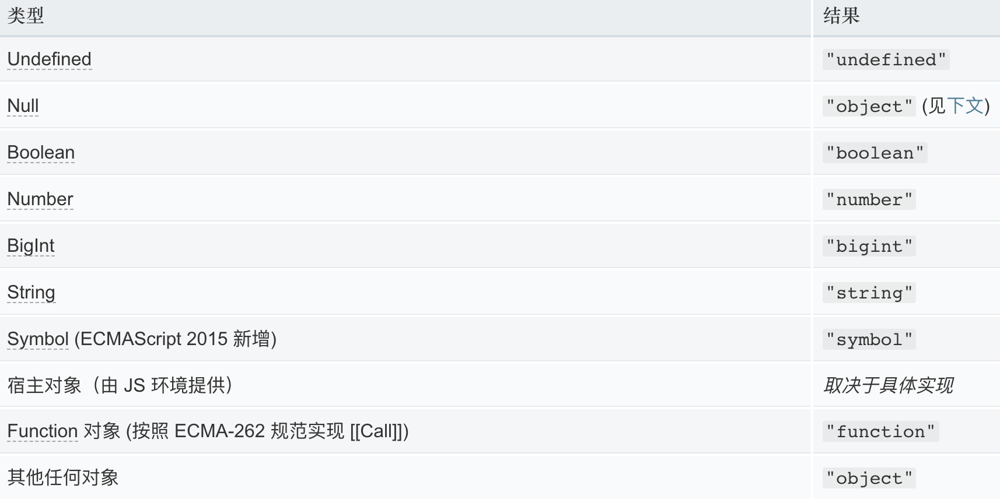 类型 结果
Undefined "undefined"
Null "object" (见下文)
Boolean "boolean"
Number "number"
BigInt "bigint"
String "string"
Symbol (ECMAScript 2015 新增) "symbol"
宿主对象（由 JS 环境提供） 取决于具体实现
Function 对象 (按照 ECMA-262 规范实现 [[Call]]) "function"
其他任何对象 "object"